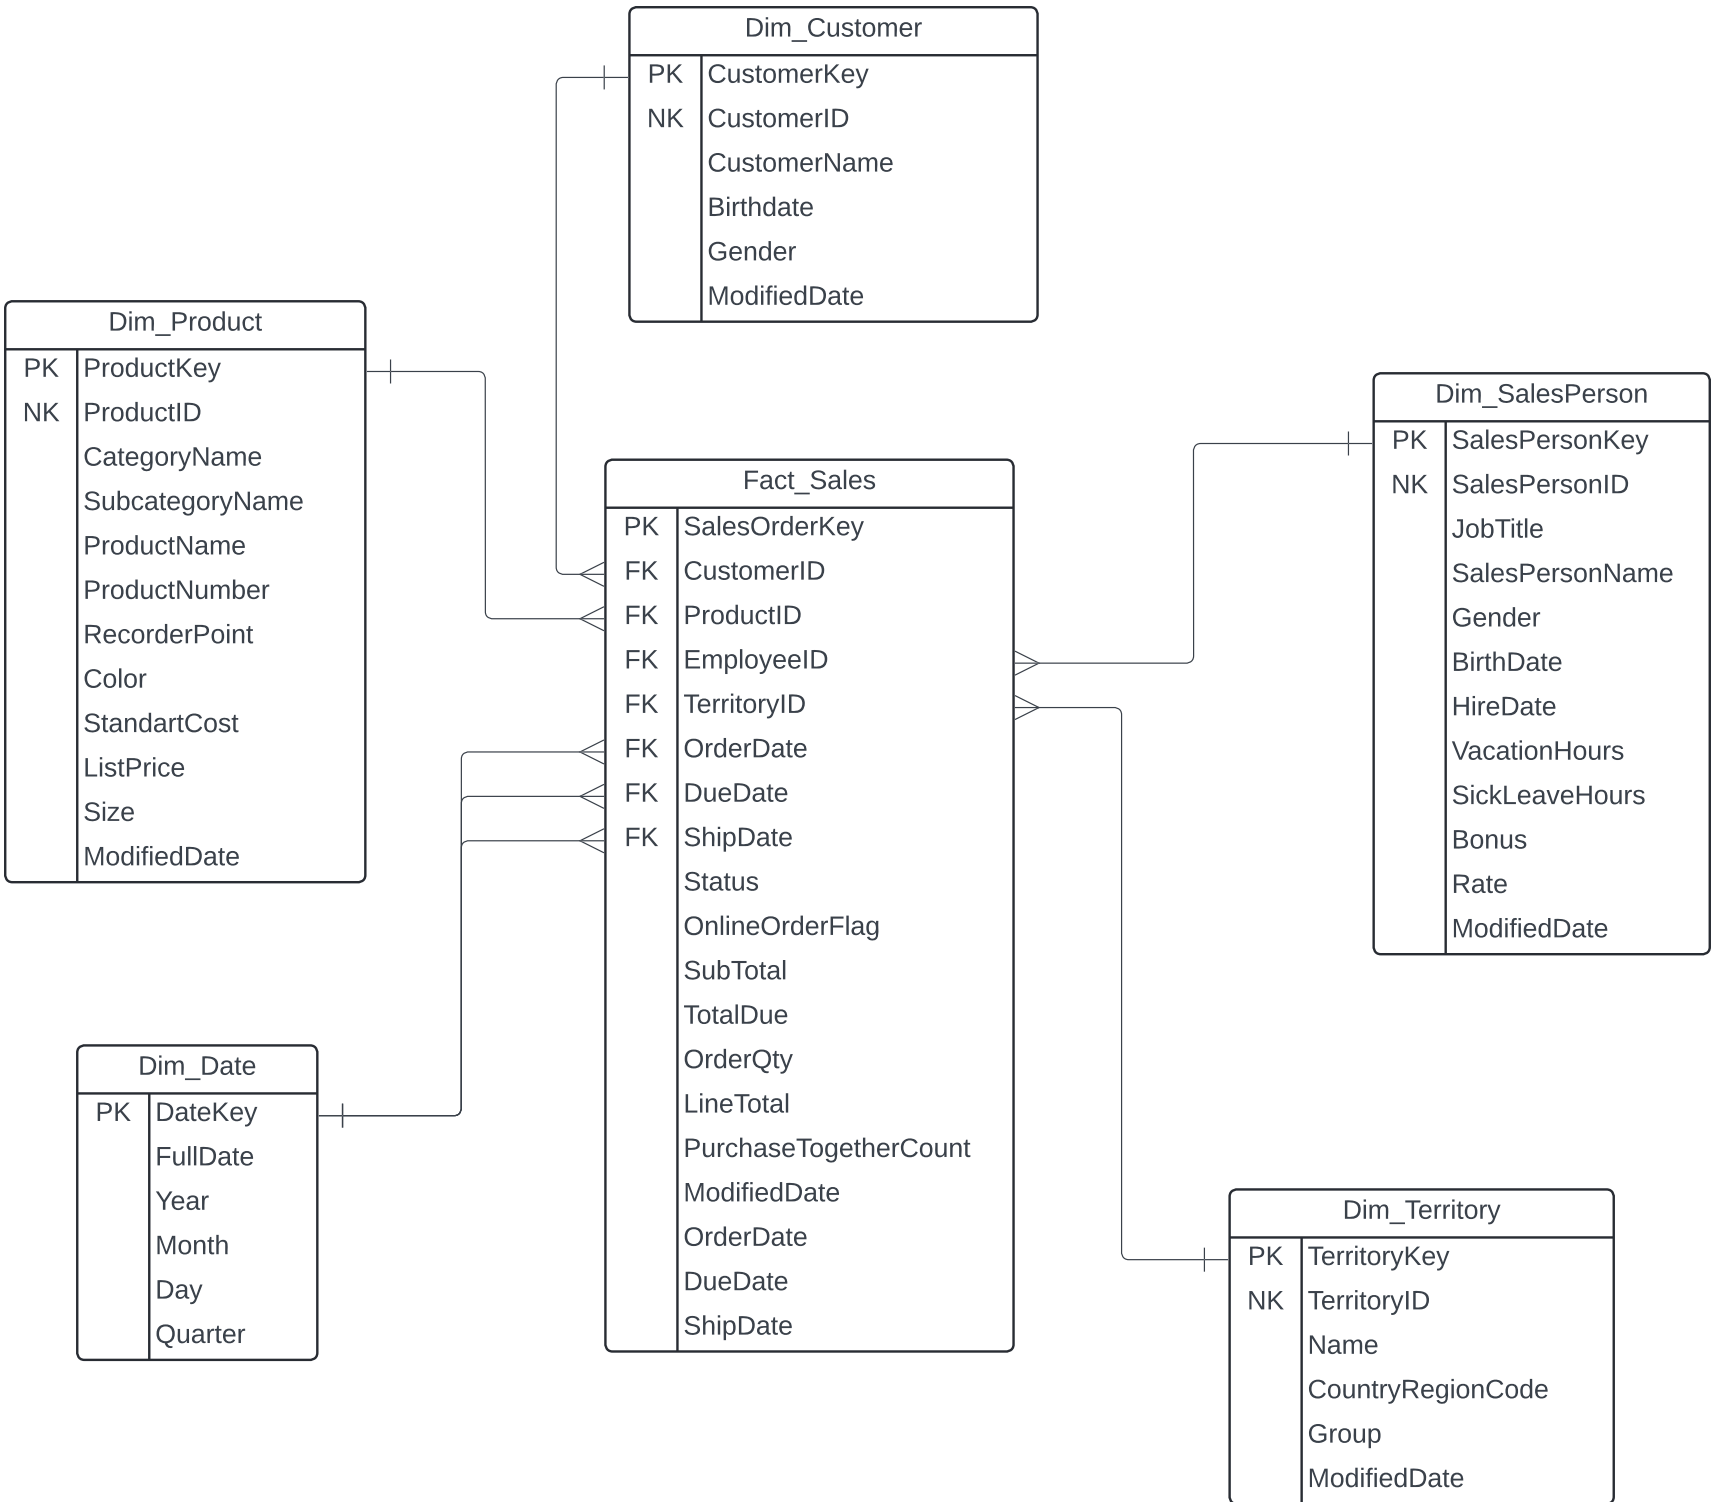 Dim_Customer
PK CustomerKey
NK CustomerID
CustomerName
Birthdate
Gender
ModifiedDate
Dim_Product
PK ProductKey
NK ProductID
CategoryName
SubcategoryName
ProductName
ProductNumber
RecorderPoint
Color
StandartCost
ListPrice
Size
ModifiedDate
Dim_SalesPerson
PK SalesPersonKey
NK SalesPersonID
JobTitle
SalesPersonName
Gender
BirthDate
HireDate
VacationHours
SickLeaveHours
Bonus
Rate
ModifiedDate
Fact_Sales
PK SalesOrderKey
FK CustomerID
FK ProductID
FK EmployeeID
FK TerritoryID
FK OrderDate
FK DueDate
FK ShipDate
Status
OnlineOrderFlag
SubTotal
TotalDue
OrderQty
LineTotal
PurchaseTogetherCount
ModifiedDate
OrderDate
DueDate
ShipDate
Dim_Date
PK DateKey
FullDate
Year
Month
Day
Quarter
Dim_Territory
PK TerritoryKey
NK TerritoryID
Name
CountryRegionCode
Group
ModifiedDate